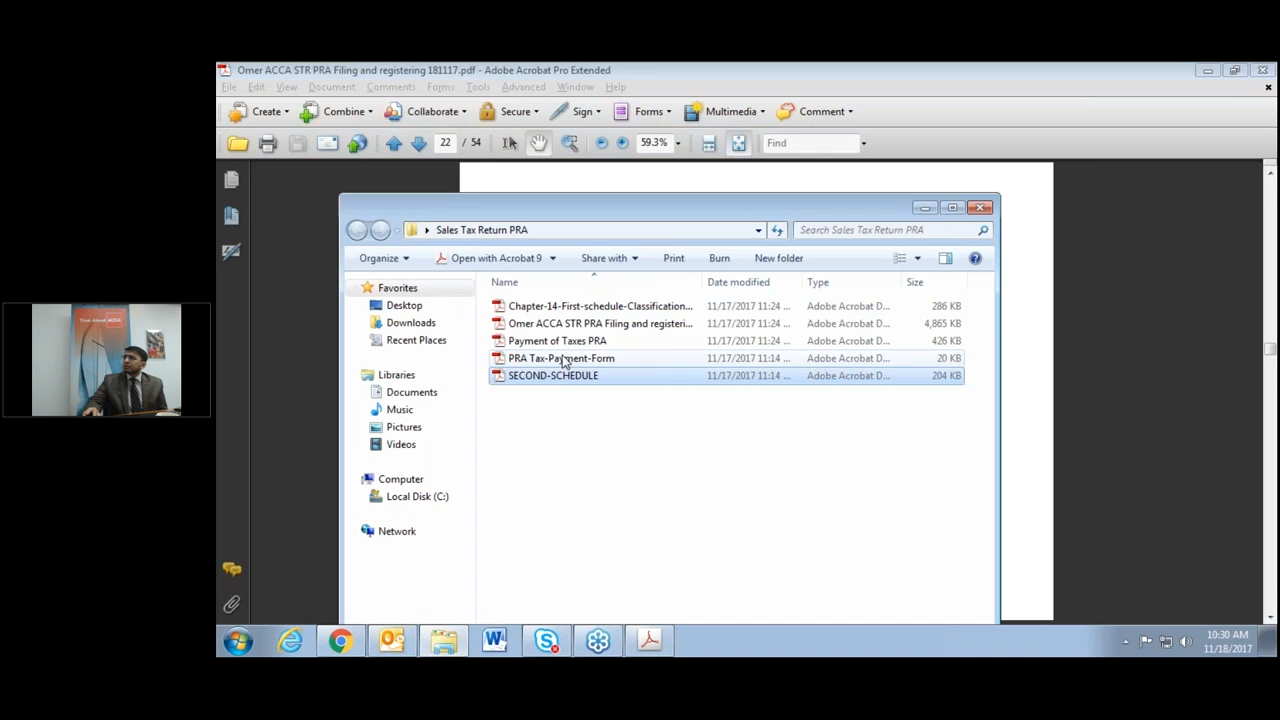 Omer ACCA STR PRA Filing and registering 181117.pdf - Adobe Acrobat Pro Extended
File Edit View Document Comments Forms Tools Advanced Window Help
Create Combine Collaborate Secure Sign Forms Multimedia Comment
22 / 54 59.3% Find
Sales Tax Return PRA Search Sales Tax Return PRA
Organize Open with Acrobat 9 Share with Print Burn New folder
Name Date modified Type Size
Favorites
Desktop
Downloads
Recent Places
Libraries
Documents
Music
Pictures
Videos
Computer
Local Disk (C:)
Network
Chapter-14-First-schedule-Classification... 11/17/2017 11:24 ... Adobe Acrobat D... 286 KB
Omer ACCA STR PRA Filing and registeri... 11/17/2017 11:24 ... Adobe Acrobat D... 4,865 KB
Payment of Taxes PRA 11/17/2017 11:24 ... Adobe Acrobat D... 426 KB
PRA Tax-Payment-Form 11/17/2017 11:14 ... Adobe Acrobat D... 20 KB
SECOND-SCHEDULE 11/17/2017 11:14 ... Adobe Acrobat D... 204 KB
Think Ahead ACCA
10:30 AM
11/18/2017